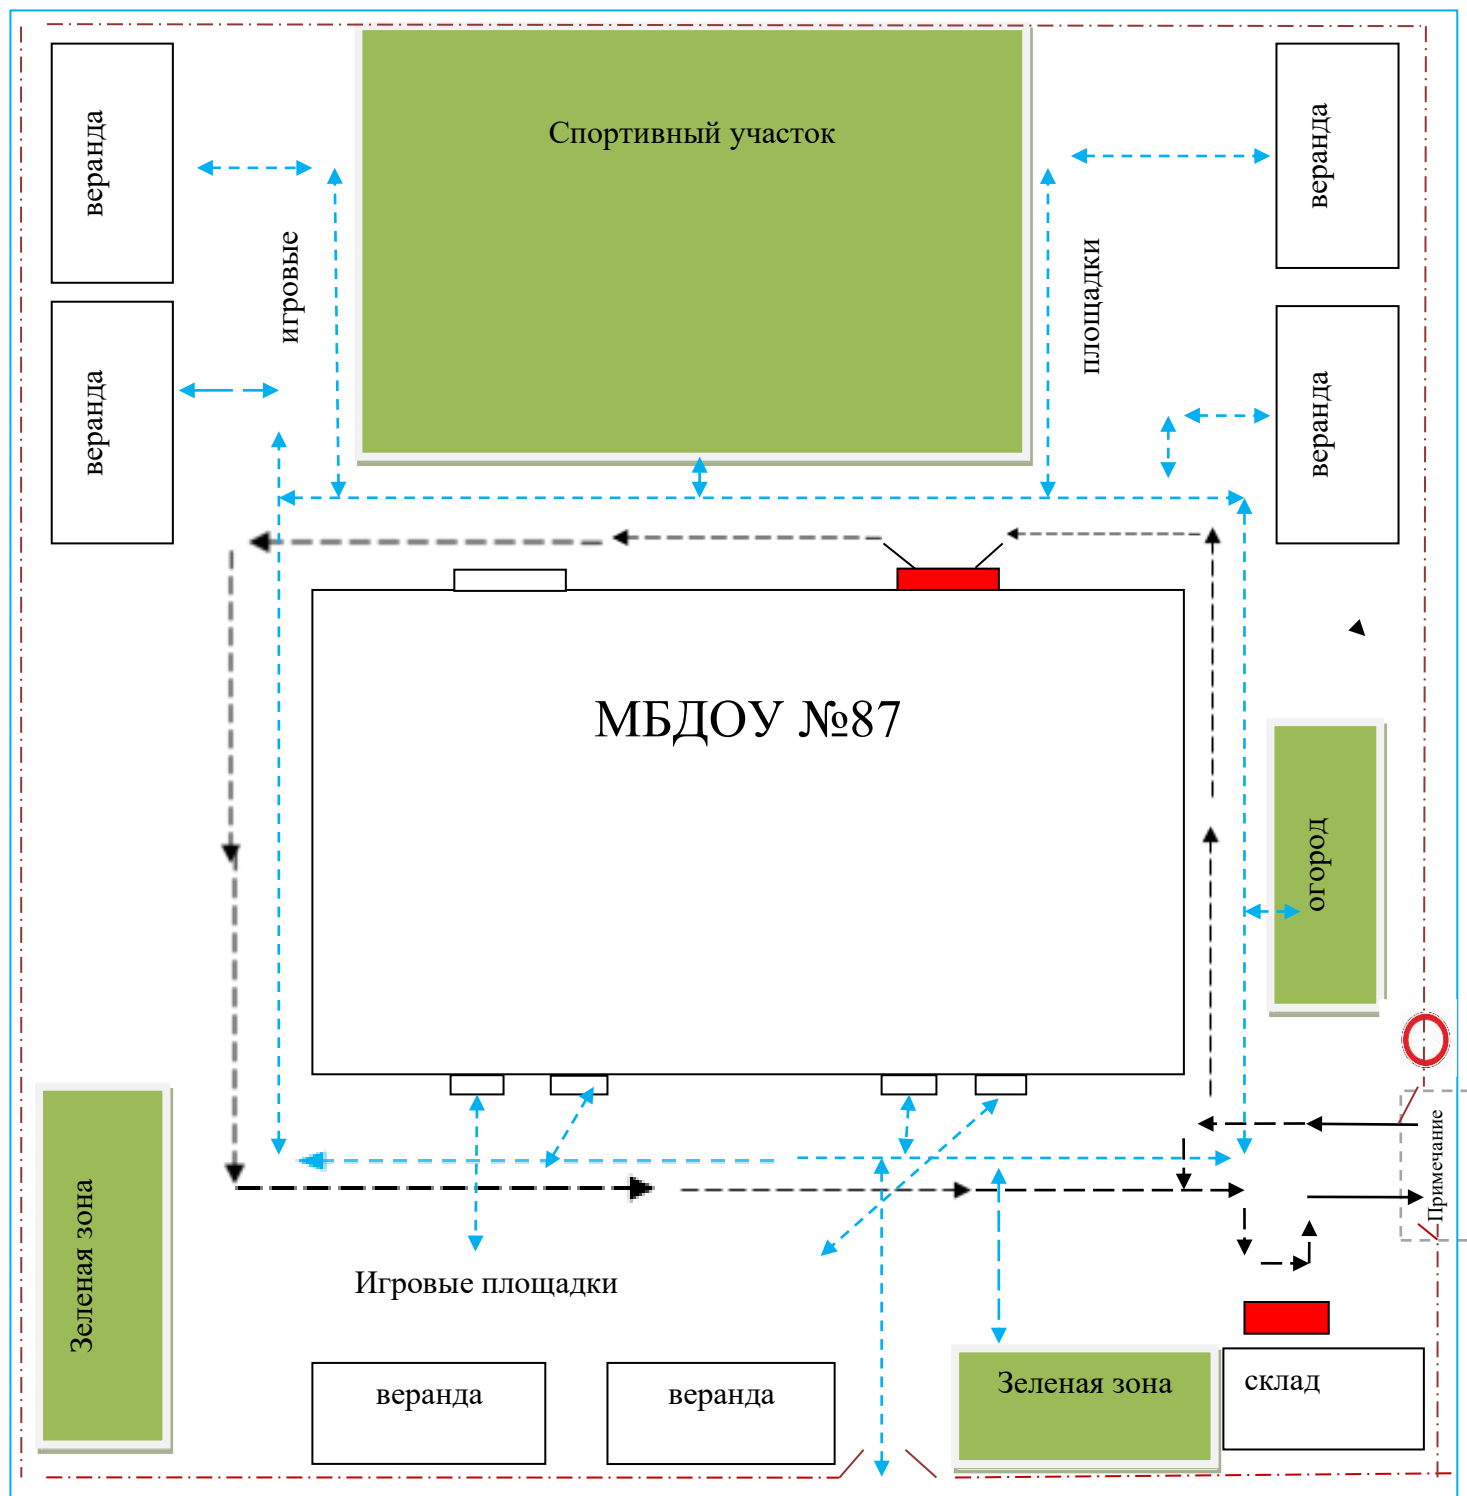 веранда
Спортивный участок
веранда
игровые
площадки
веранда
веранда
МБДОУ №87
огород
Примечание
Зеленая зона
Игровые площадки
веранда
веранда
Зеленая зона
склад